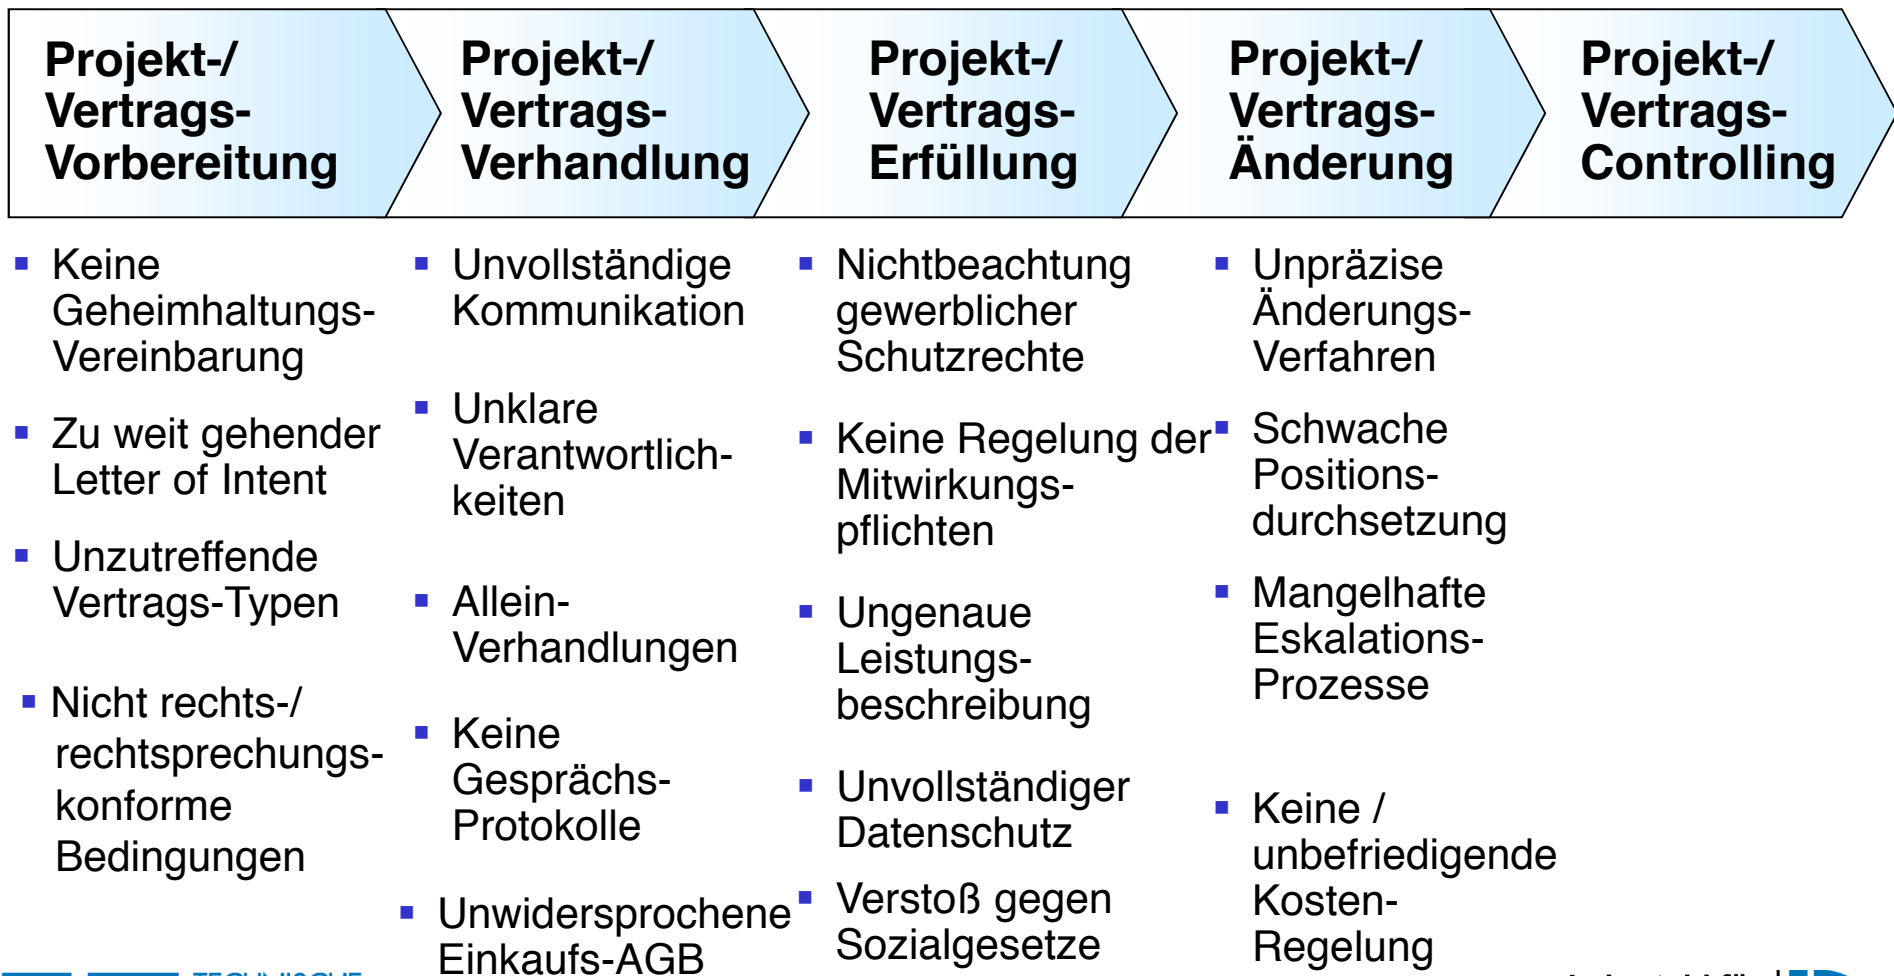 Projekt-/
Vertrags-
Vorbereitung
Projekt-/
Vertrags-
Verhandlung
Projekt-/
Vertrags-
Erfüllung
Projekt-/
Vertrags-
Änderung
Projekt-/
Vertrags-
Controlling
Keine
Geheimhaltungs-
Vereinbarung
Zu weit gehender
Letter of Intent
Unzutreffende
Vertrags-Typen
Nicht rechts-/
rechtsprechungs-
konforme
Bedingungen
Unvollständige
Kommunikation
Unklare
Verantwortlich-
keiten
Allein-
Verhandlungen
Keine
Gesprächs-
Protokolle
Unwidersprochene
Einkaufs-AGB
Nichtbeachtung
gewerblicher
Schutzrechte
Keine Regelung der
Mitwirkungs-
pflichten
Ungenaue
Leistungs-
beschreibung
Unvollständiger
Datenschutz
Verstoß gegen
Sozialgesetze
Unpräzise
Änderungs-
Verfahren
Schwache
Positions-
durchsetzung
Mangelhafte
Eskalations-
Prozesse
Keine /
unbefriedigende
Kosten-
Regelung
TECHNISCHE